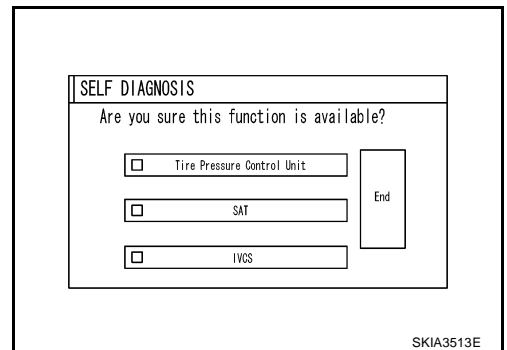 SELF DIAGNOSIS
Are you sure this function is available?
Tire Pressure Control Unit
SAT
IVCS
End
SKIA3513E